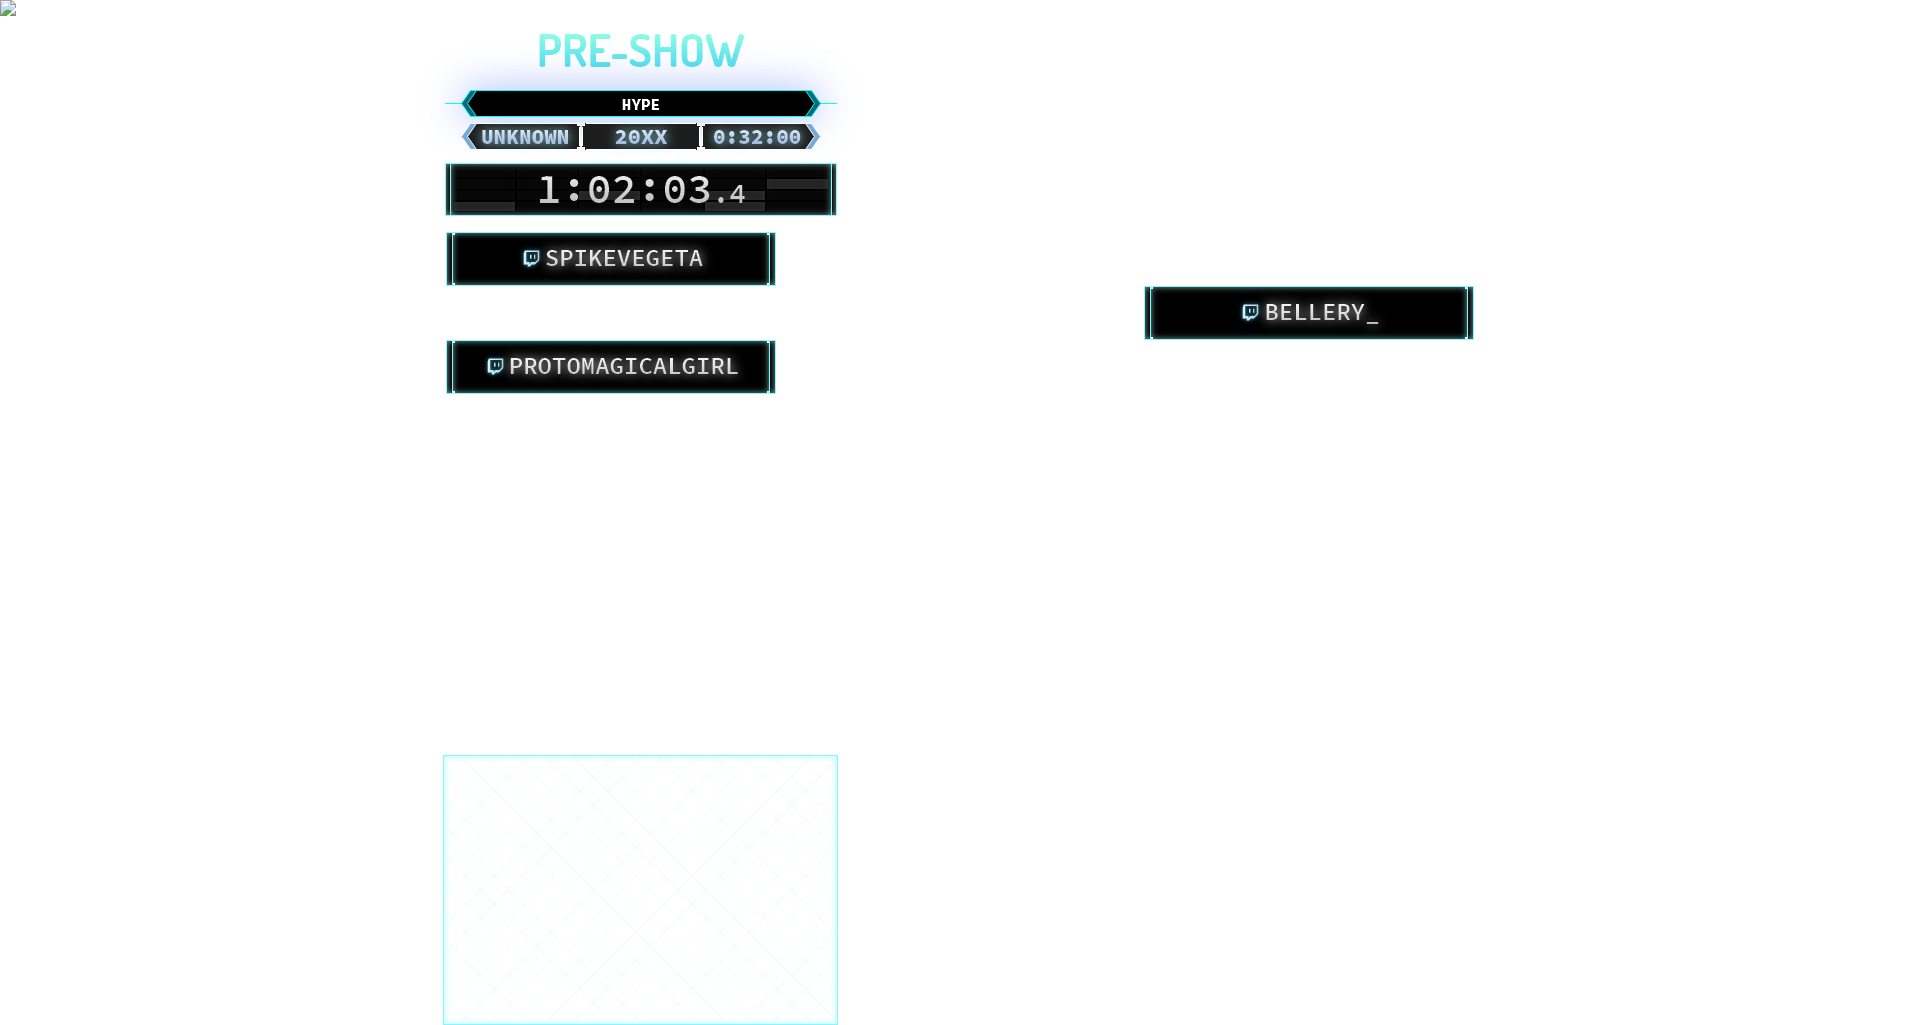 PRE-SHOW
HYPE
UNKNOWN 20XX 0:32:00
1:02:03.4
SPIKEVEGETA
BELLERY_
PROTOMAGICALGIRL